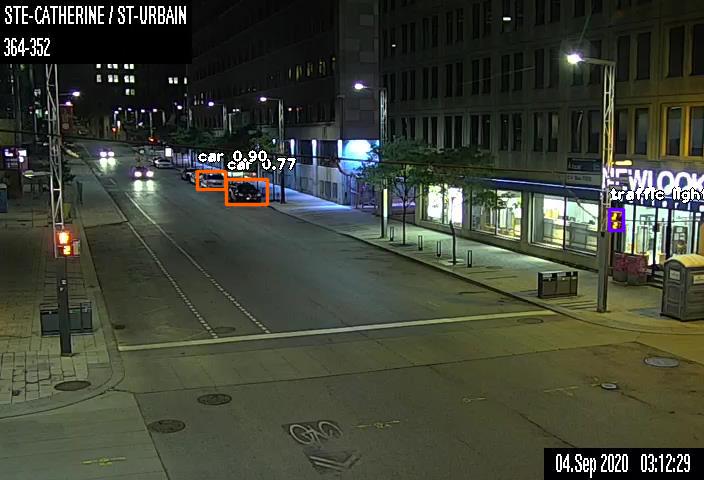 STE-CATHERINE / ST-URBAIN
364-352
car 0.90
car 0.77
NEWLOOK
traffic light
04.Sep 2020 03:12:29